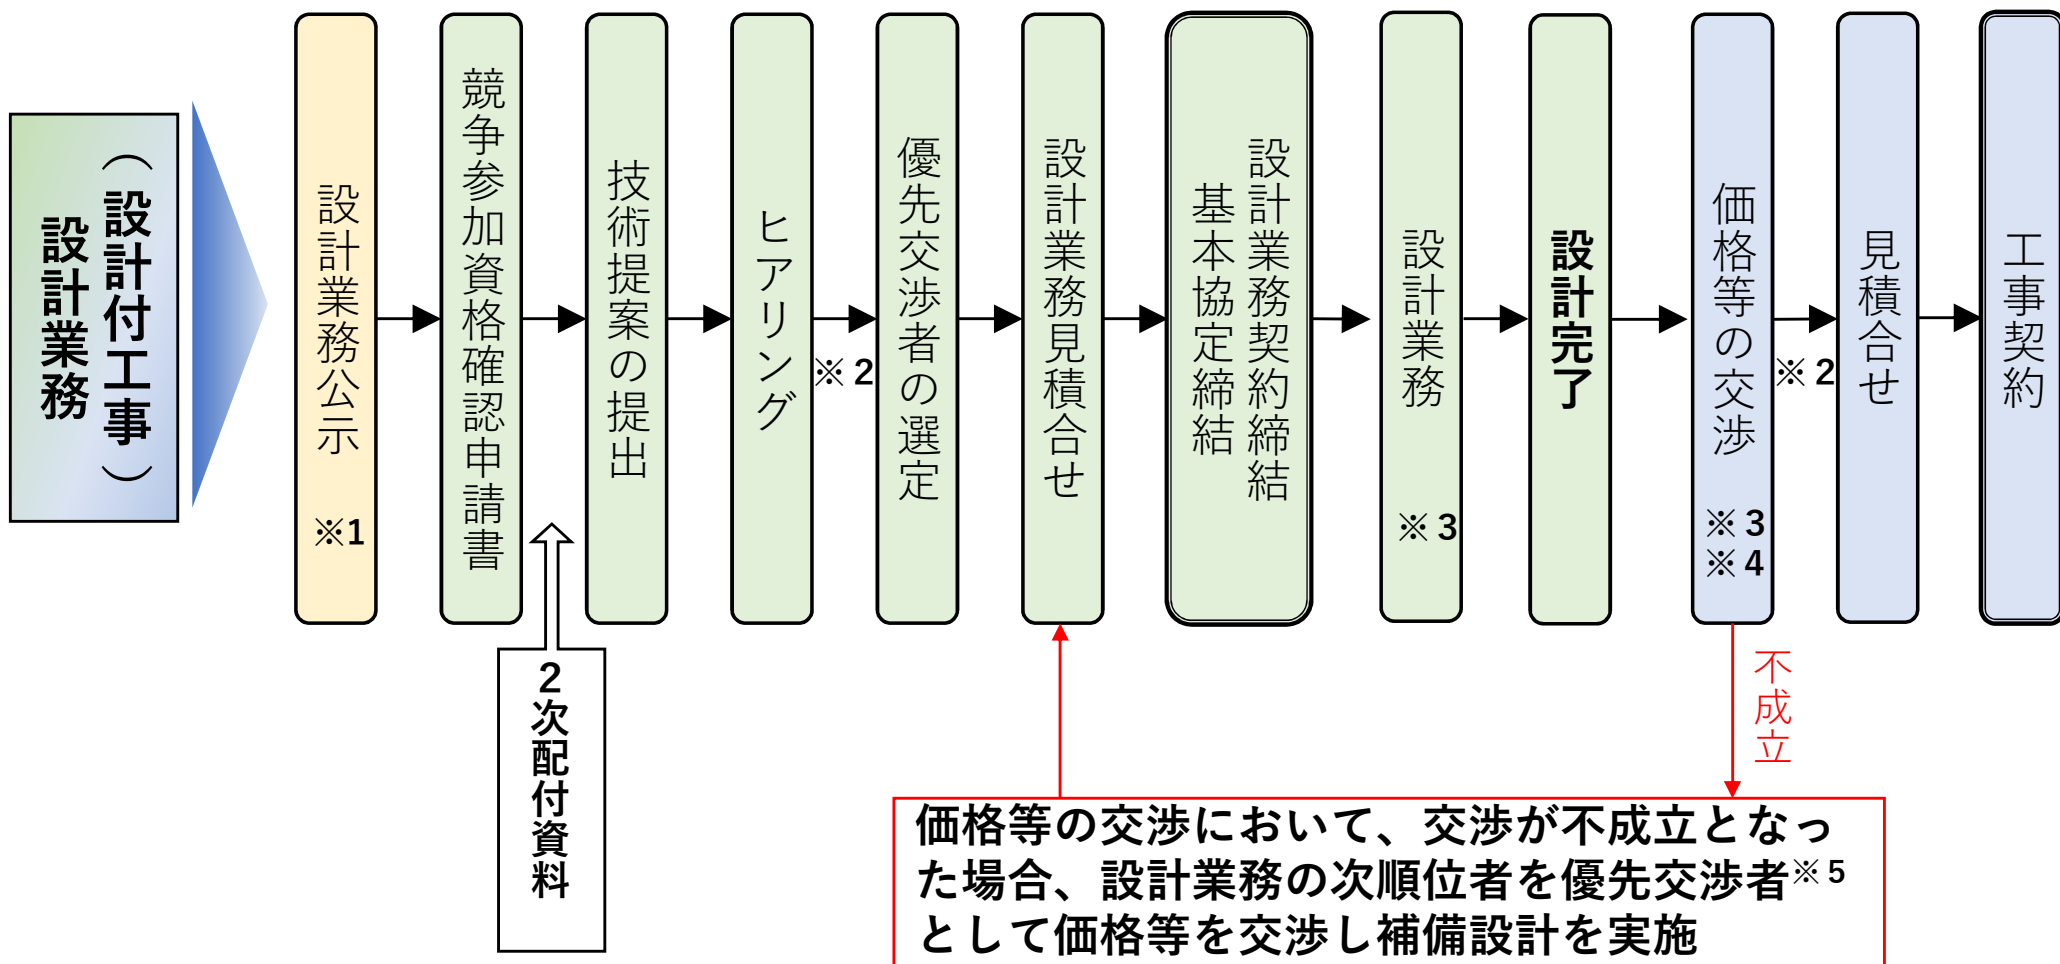 (設計付工事)
設計業務
設計業務公示
※1
競争参加資格確認申請書
2次配付資料
技術提案の提出
ヒアリング
※2
優先交渉者の選定
設計業務見積合せ
設計業務契約締結
基本協定締結
設計業務
※3
設計完了
価格等の交渉
※3
※4
※2
見積合せ
工事契約
不成立
価格等の交渉において、交渉が不成立となっ
た場合、設計業務の次順位者を優先交渉者※5
として価格等を交渉し補備設計を実施